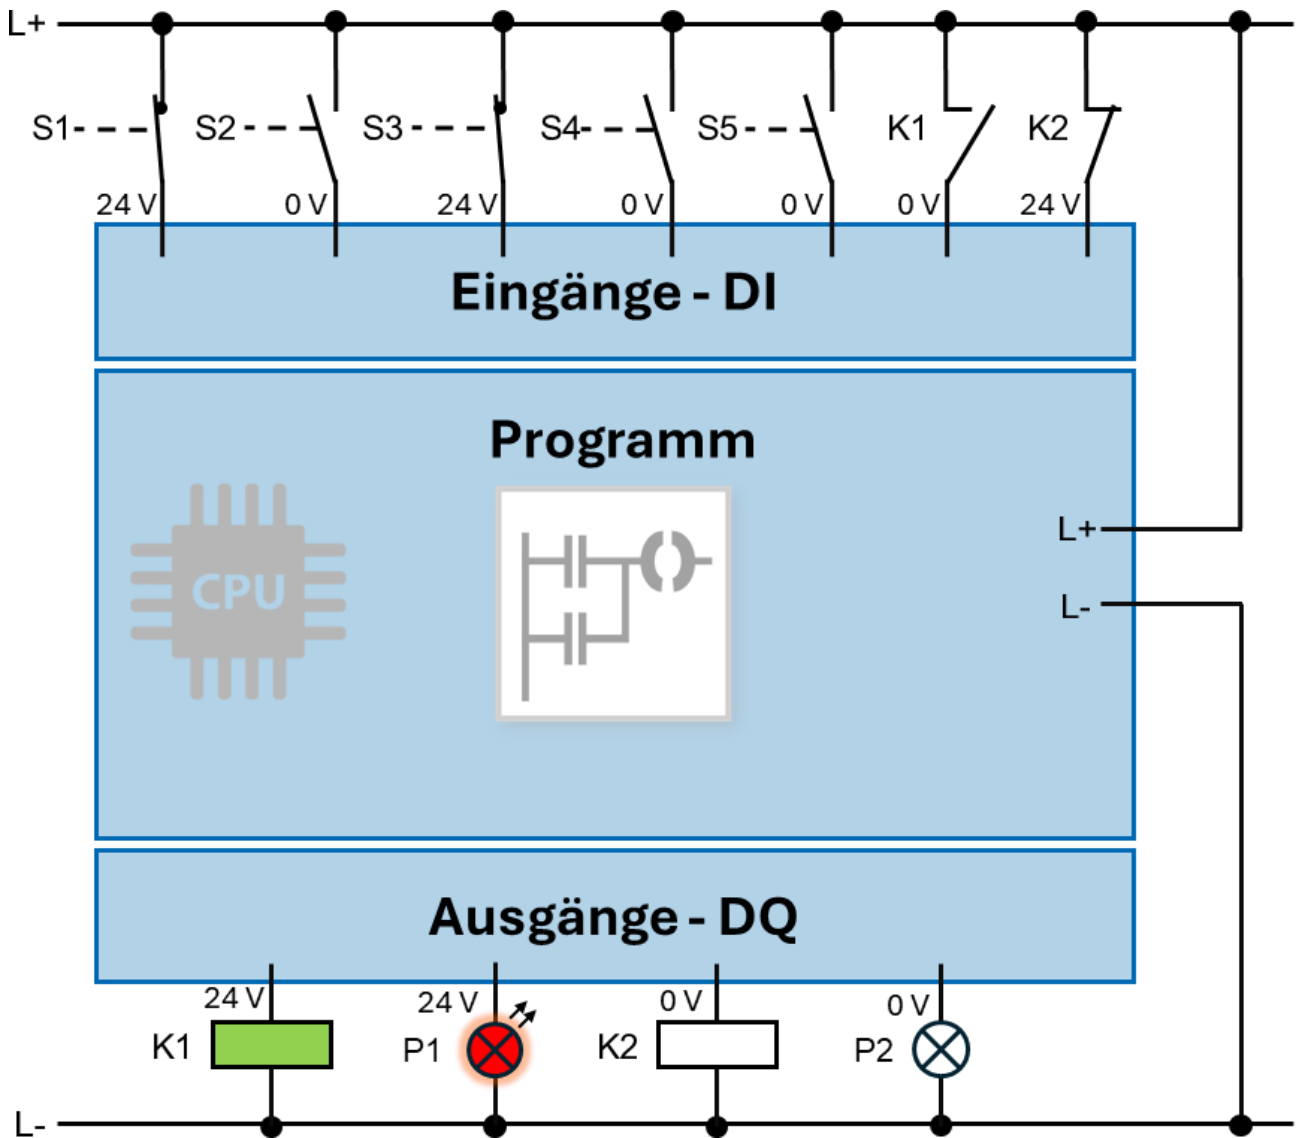 L+
S1 S2 S3 S4 S5 K1 K2
24 V 0 V 24 V 0 V 0 V 0 V 24 V
Eingänge - DI
Programm
CPU
L+
L-
Ausgänge - DQ
24 V 24 V 0 V 0 V
K1 P1 K2 P2
L-